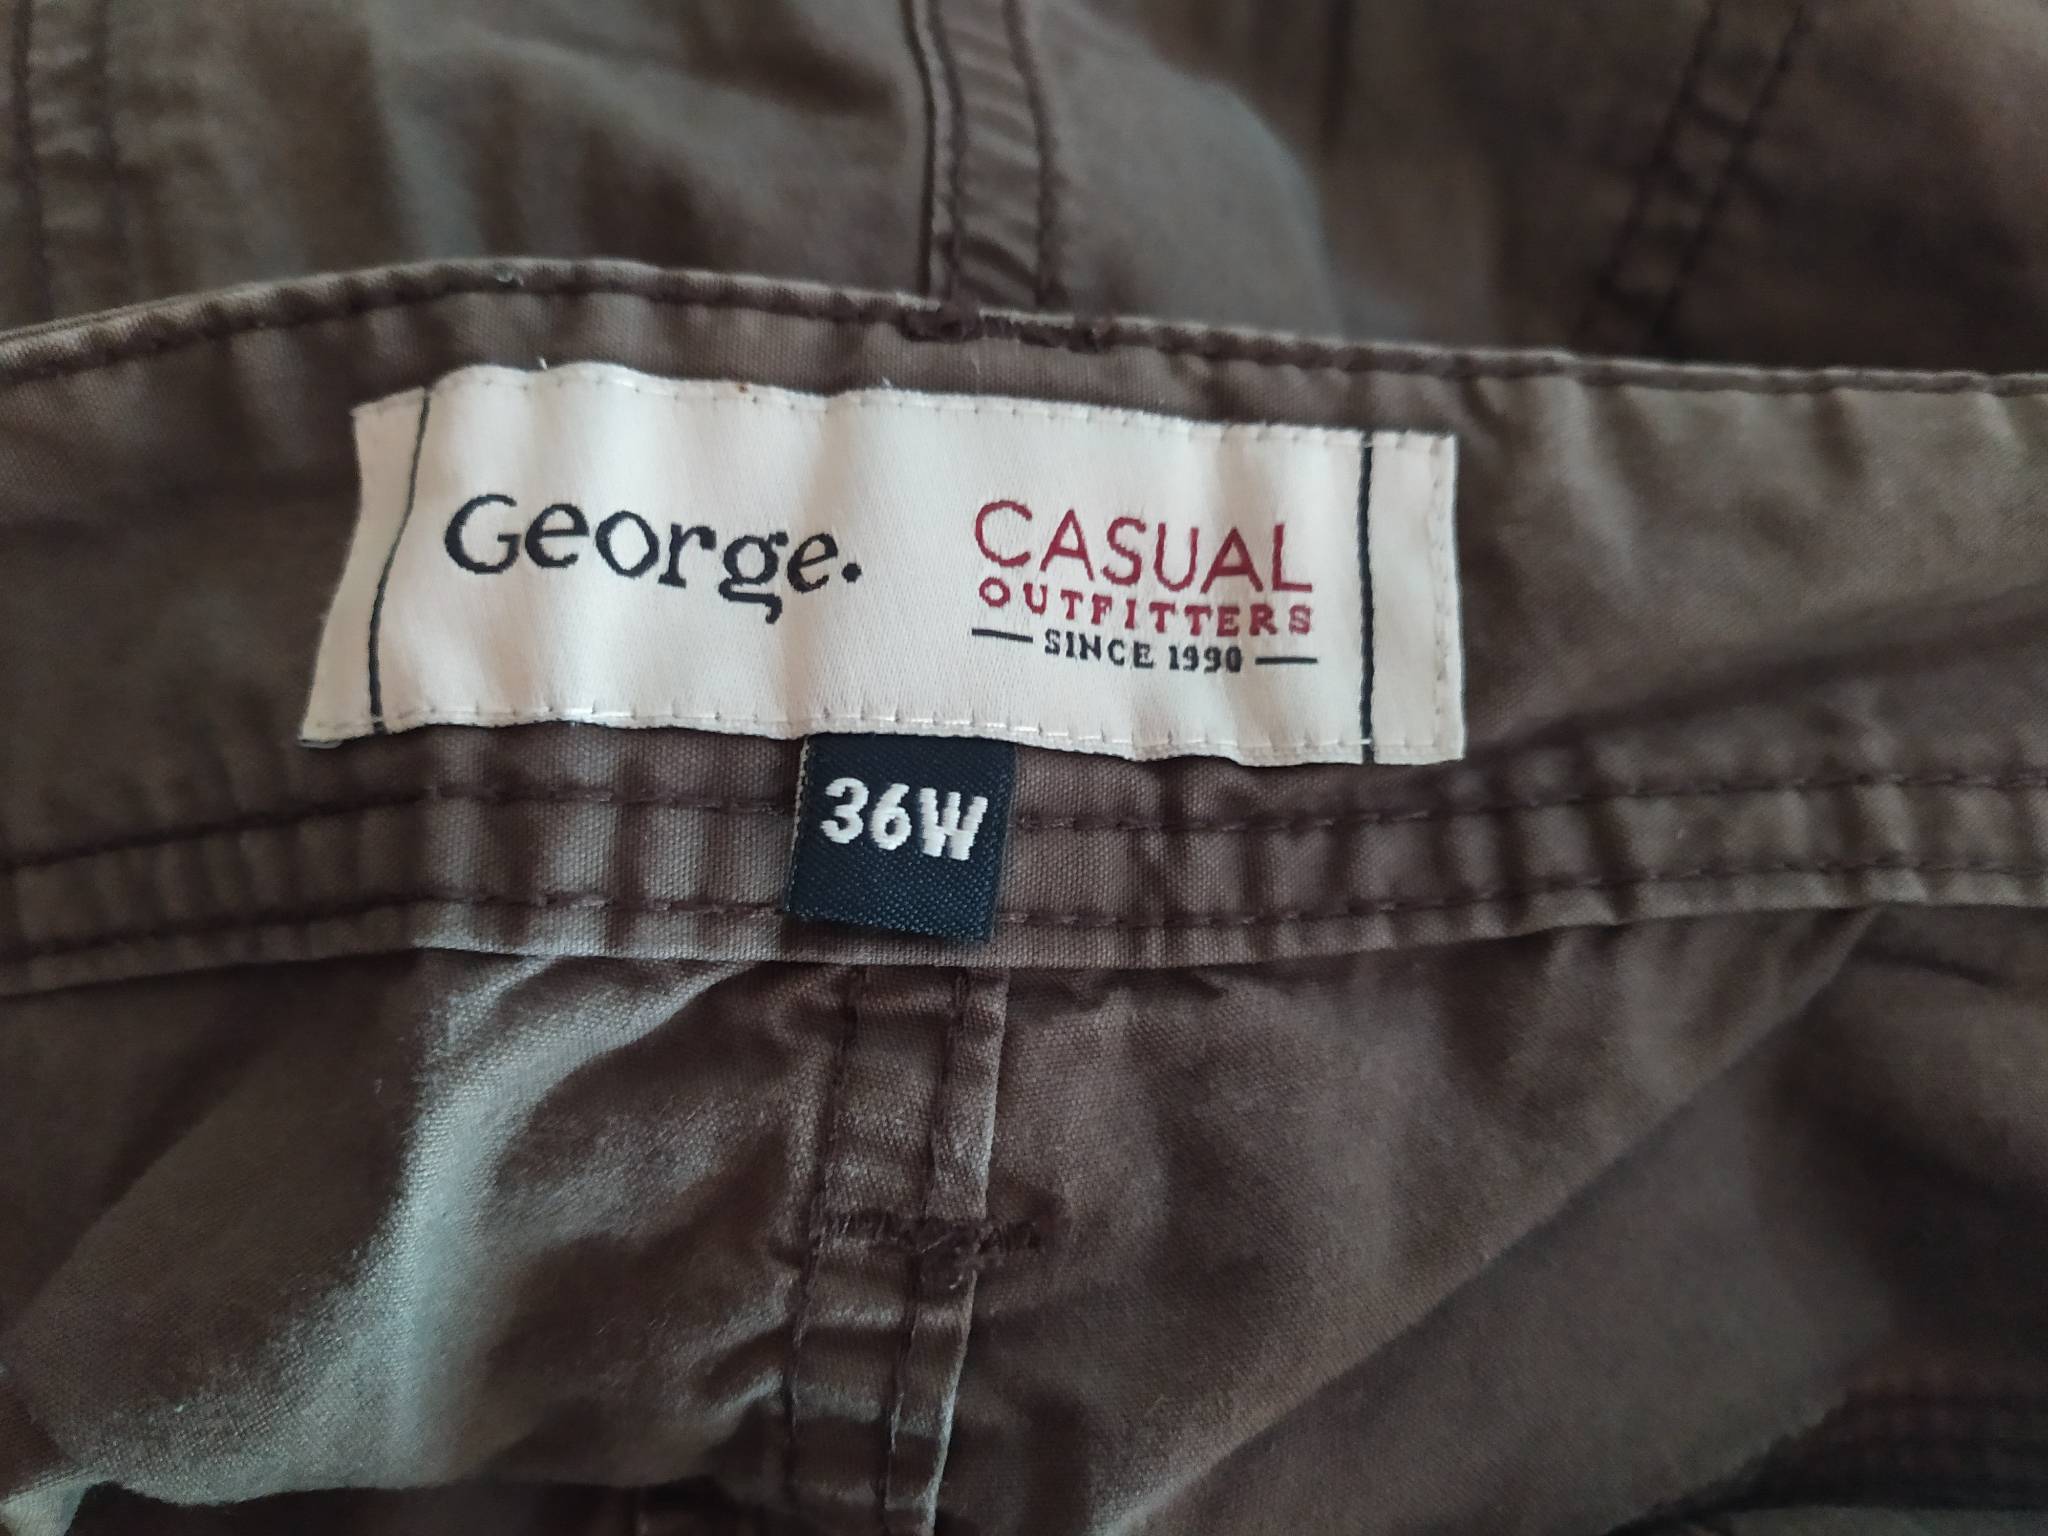 George.
CASUAL
OUTFITTERS
SINCE 1990
36W